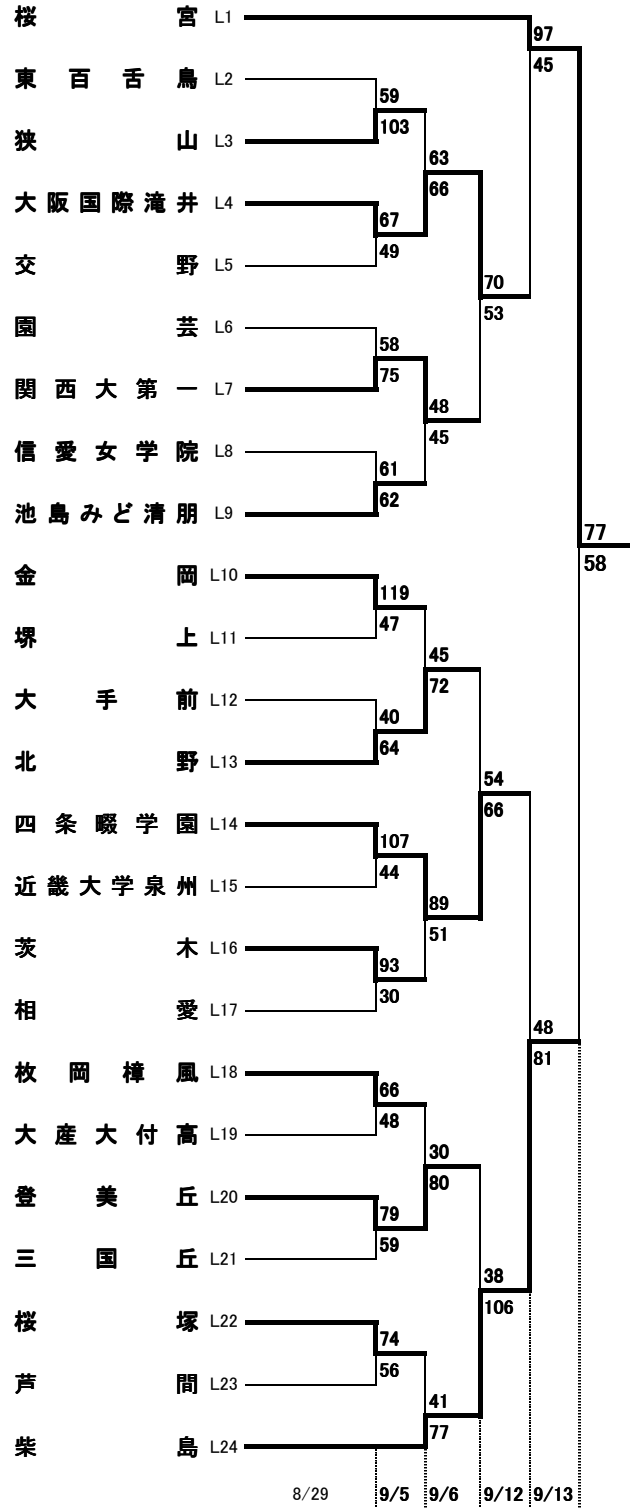 桜宮 L1
97
45
東百舌鳥 L2
59
103
狭山 L3
63
66
大阪国際滝井 L4
67
49
交野 L5
70
53
園芸 L6
58
75
関西大第一 L7
48
45
信愛女学院 L8
61
62
池島みど清朋 L9
77
58
金岡 L10
119
47
堺上 L11
45
72
大手前 L12
40
64
北野 L13
54
66
四条畷学園 L14
107
44
近畿大学泉州 L15
89
51
茨木 L16
93
30
相愛 L17
48
81
枚岡樟風 L18
66
48
大産大付高 L19
30
80
登美丘 L20
79
59
三国丘 L21
38
106
桜塚 L22
74
56
芦間 L23
41
77
柴島 L24
8/29 9/5 9/6 9/12 9/13